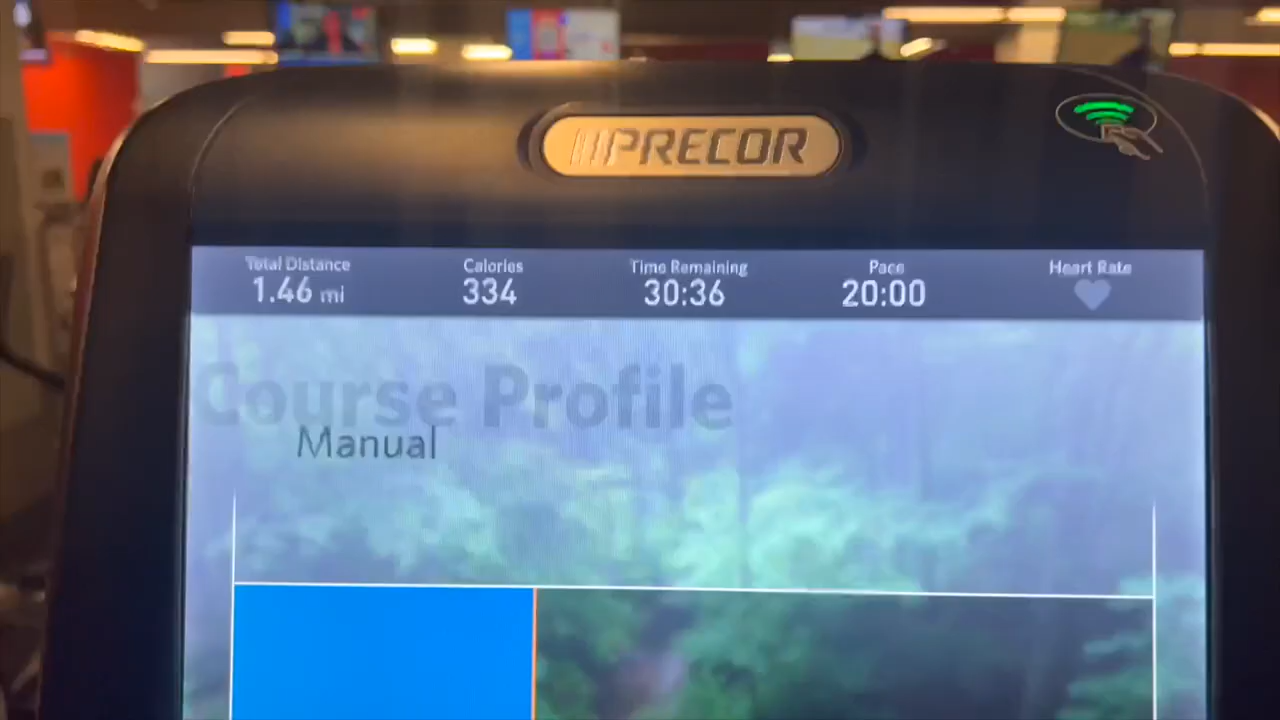 PRECOR
Total Distance Calories Time Remaining Pace Heart Rate
1.46 mi 334 30:36 20:00
Course Profile
Manual